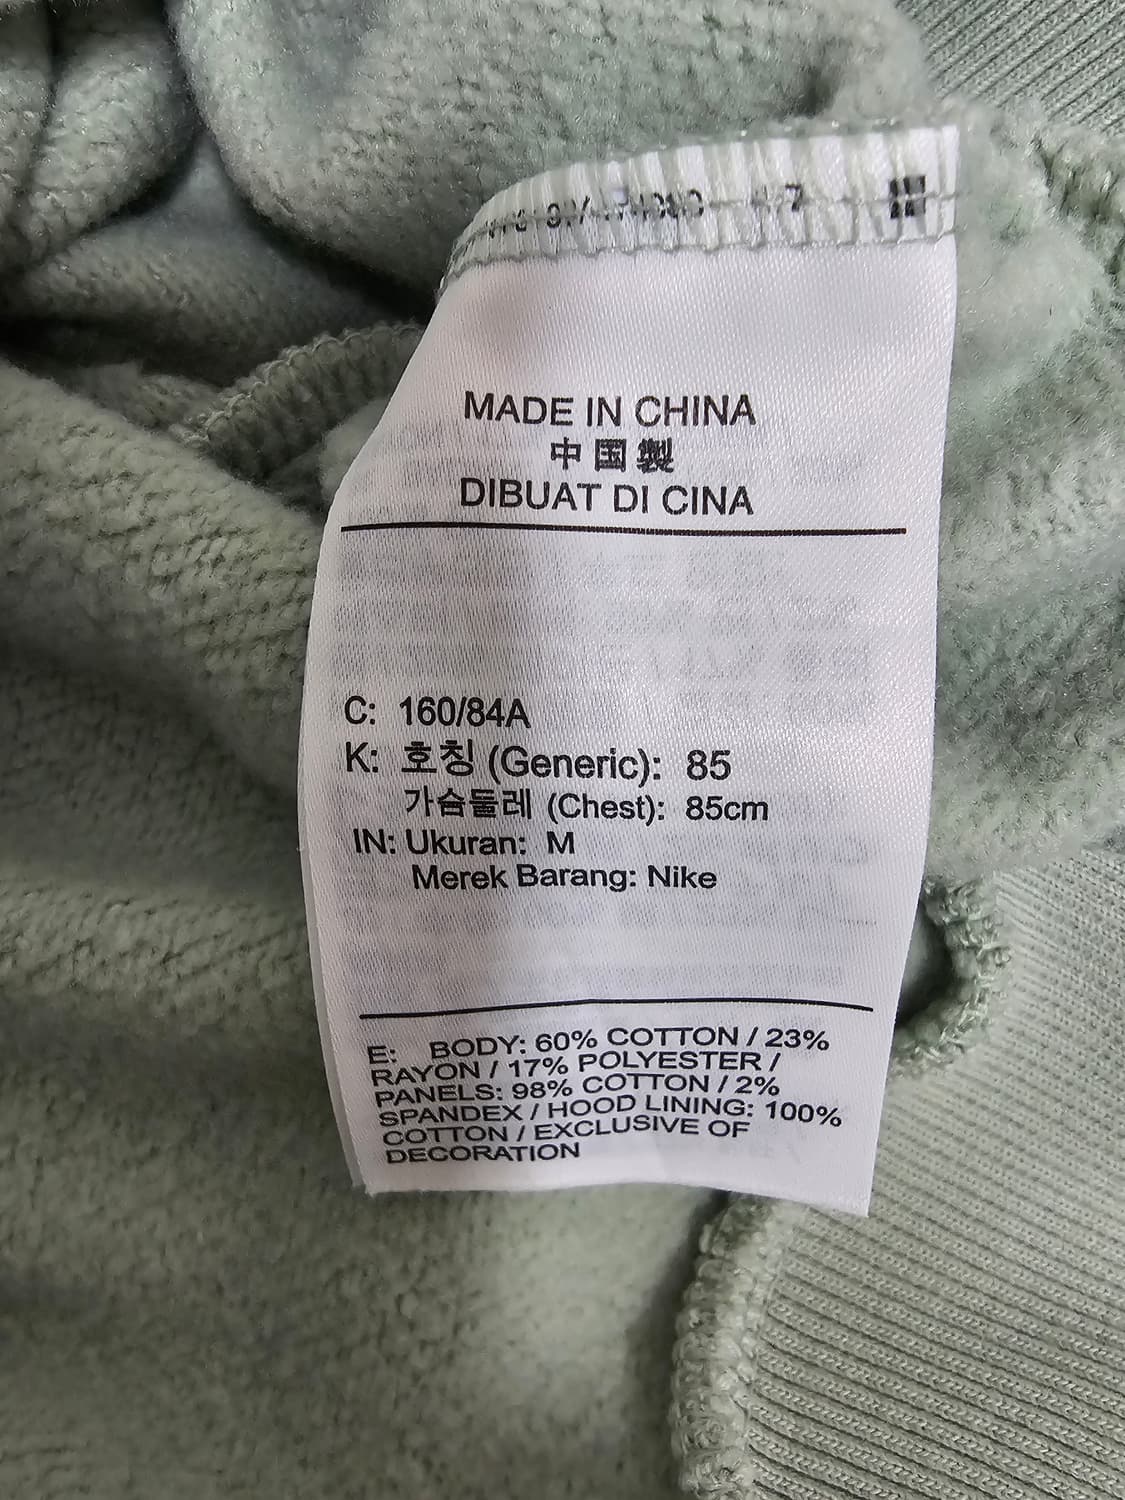 MADE IN CHINA
中国製
DIBUAT DI CINA
C: 160/84A
K: 호칭 (Generic): 85
가슴둘레 (Chest): 85cm
IN: Ukuran: M
Merek Barang: Nike
E: BODY: 60% COTTON / 23%
RAYON / 17% POLYESTER /
PANELS: 98% COTTON / 2%
SPANDEX / HOOD LINING: 100%
COTTON / EXCLUSIVE OF
DECORATION